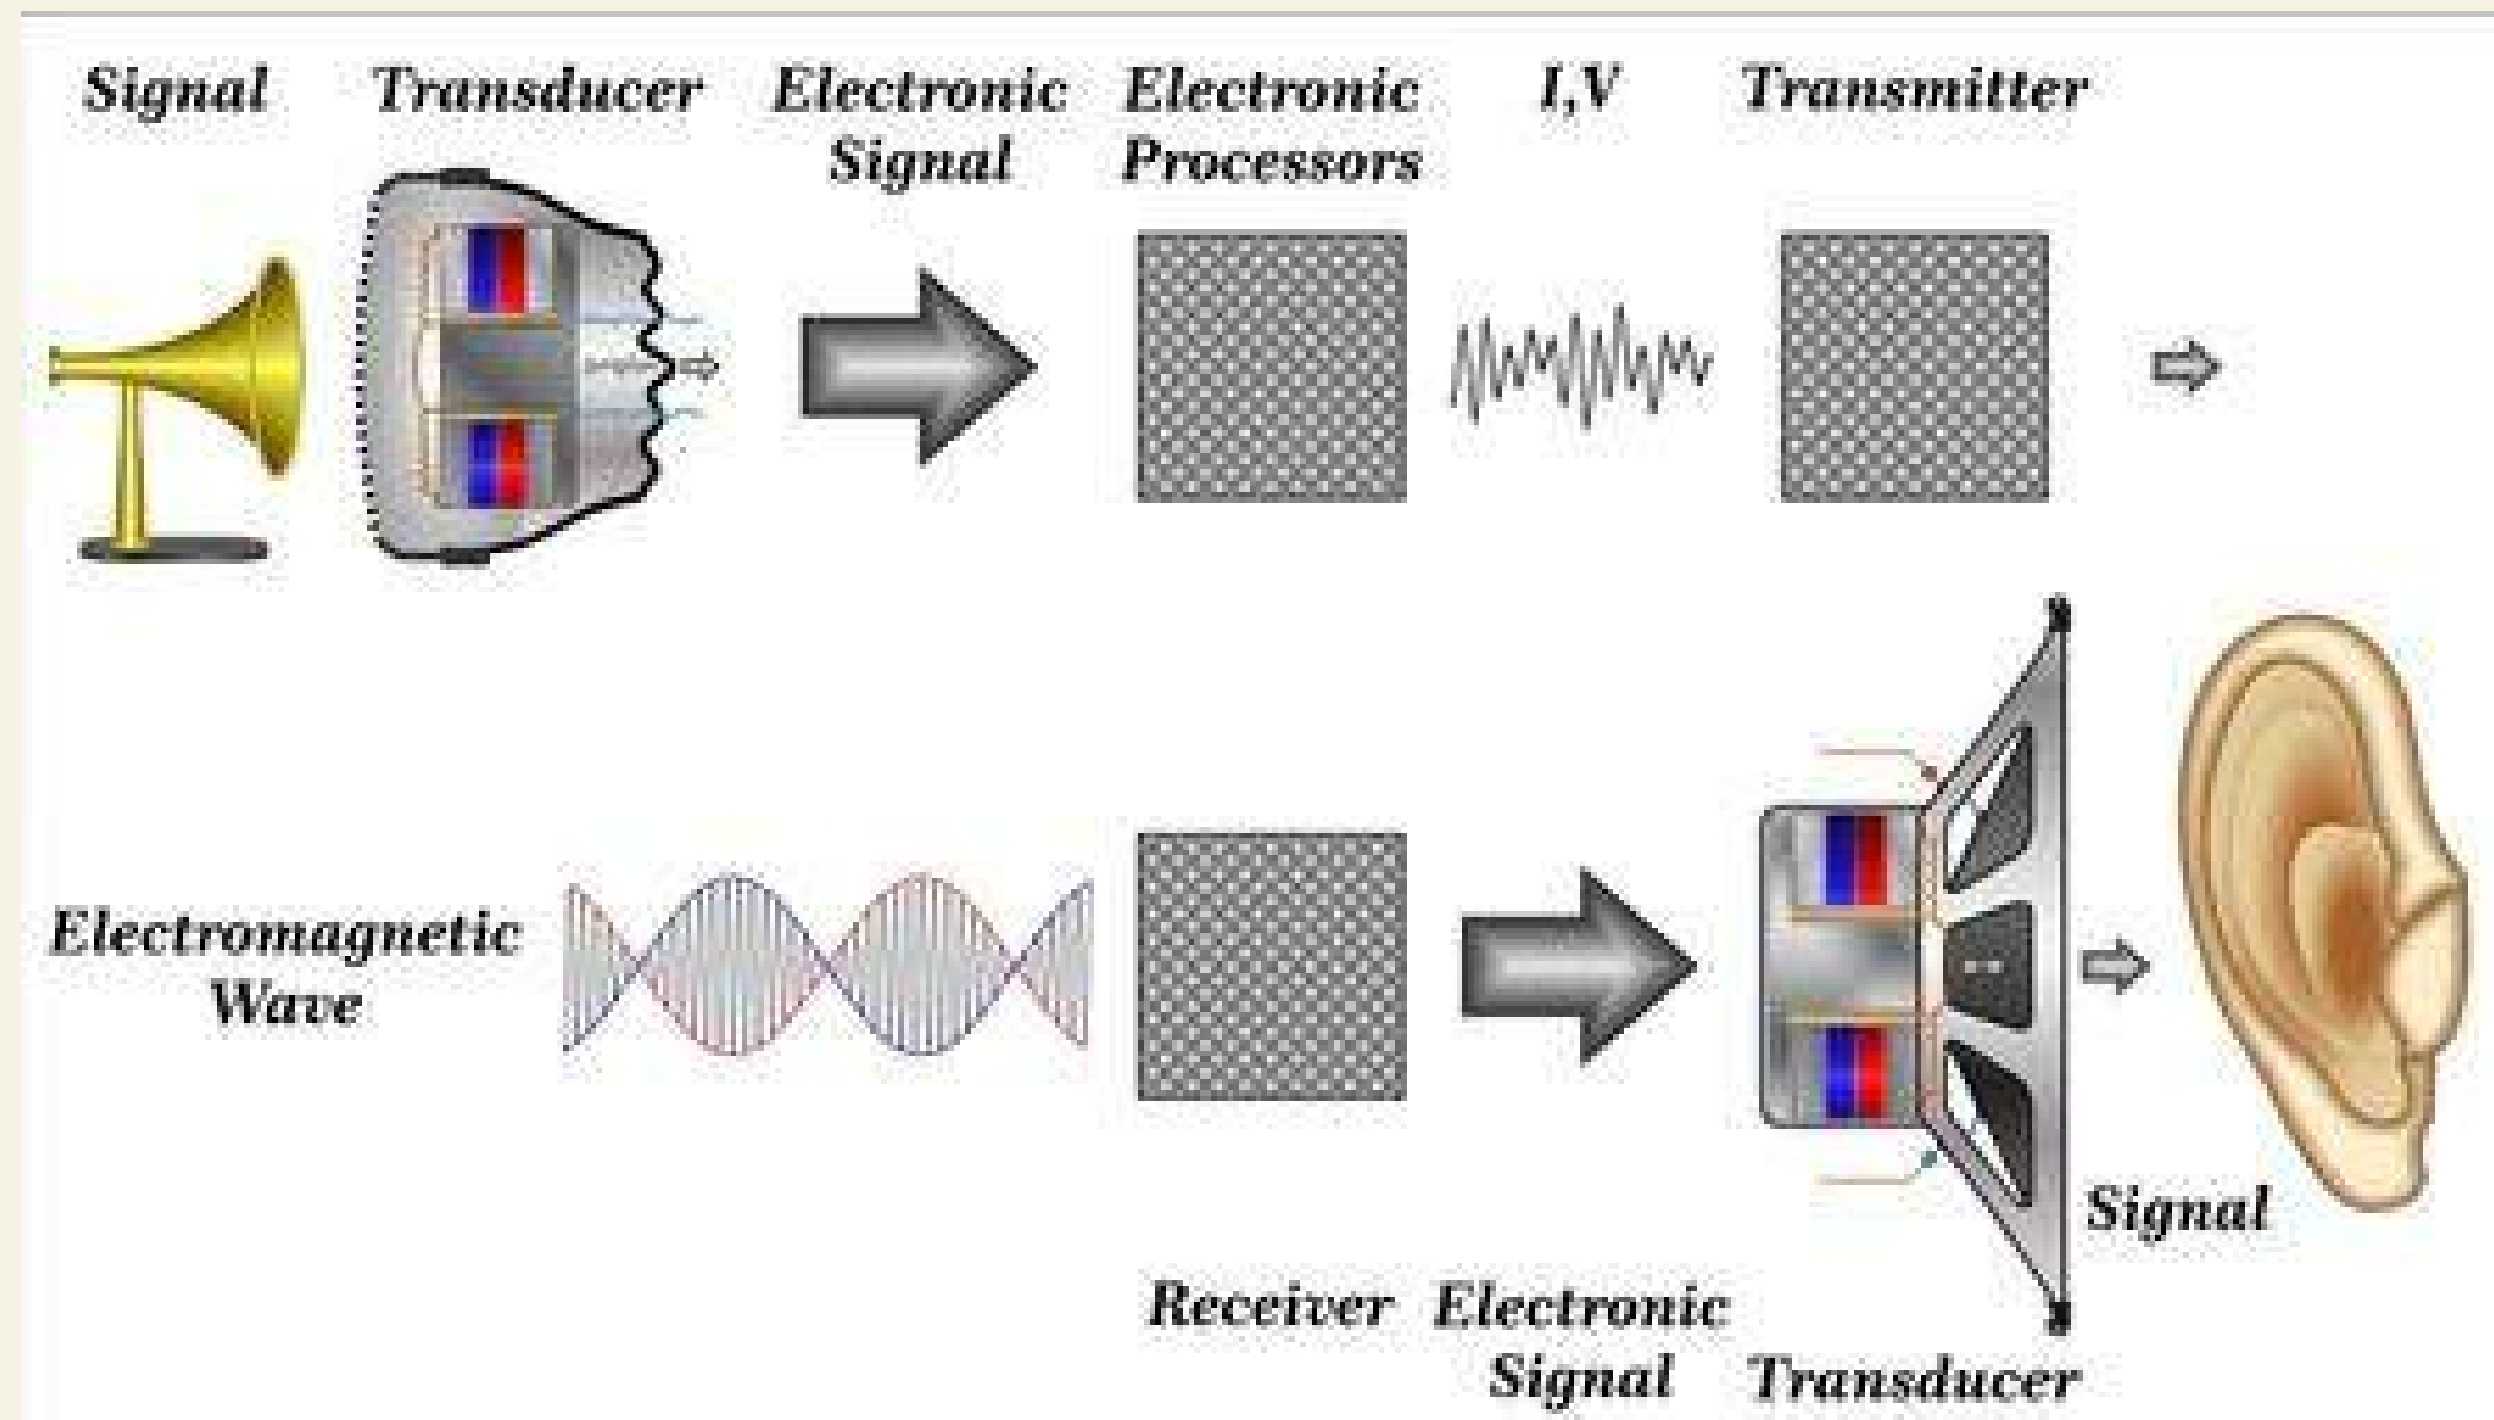 Signal
Transducer
Electronic
Signal
Electronic
Processors
I,V
Transmitter
Electromagnetic
Wave
Receiver
Electronic
Signal
Transducer
Signal